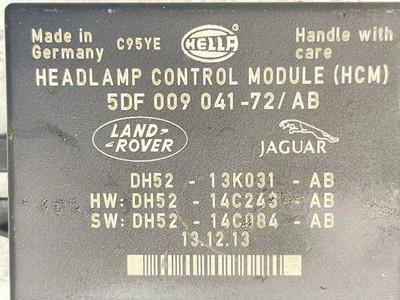 Made in
Germany
C95YE
HELLA
Handle with
care
HEADLAMP CONTROL MODULE (HCM)
5DF 009 041-72/AB
LAND-
-ROVER
JAGUAR
DH52 - 13K031 - AB
HW: DH52 - 14C243 - AB
SW: DH52 - 14C084 - AB
13.12.13